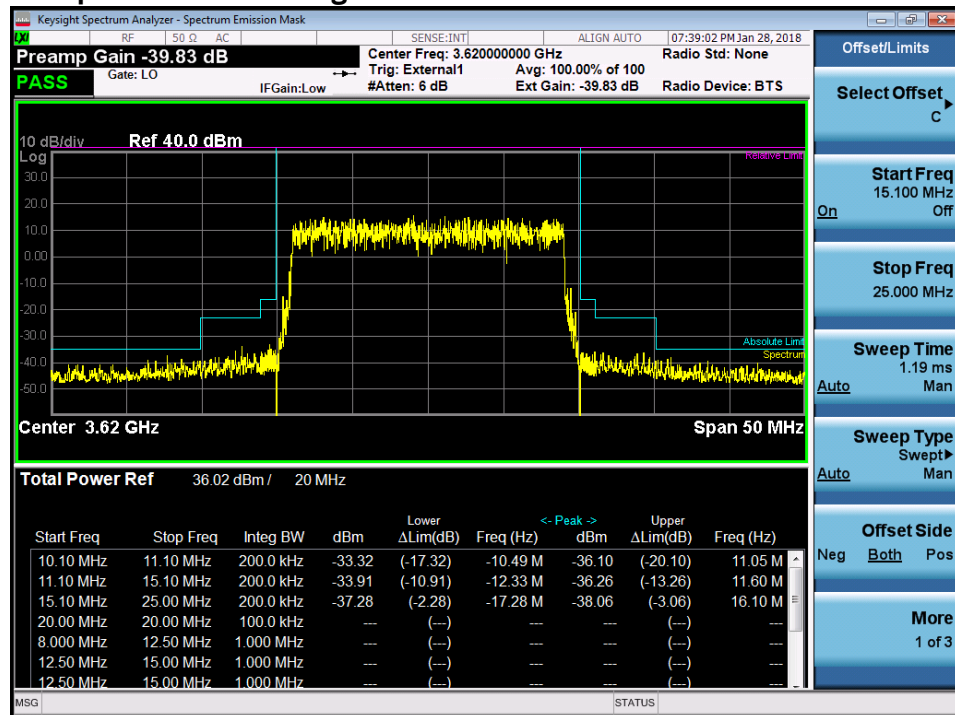 Keysight Spectrum Analyzer - Spectrum Emission Mask
LXI RF 50 Ω AC SENSE:INT ALIGN AUTO 07:39:02 PM Jan 28, 2018
Preamp Gain -39.83 dB
Center Freq: 3.620000000 GHz
Radio Std: None
Gate: LO
Trig: External1
Avg: 100.00% of 100
PASS
IFGain:Low
#Atten: 6 dB
Ext Gain: -39.83 dB
Radio Device: BTS
10 dB/div Ref 40.0 dBm
Log
Relative Limit
30.0
20.0
10.0
0.00
-10.0
-20.0
-30.0
Absolute Limit
Spectrum
-40.0
-50.0
Center 3.62 GHz Span 50 MHz
Total Power Ref 36.02 dBm / 20 MHz
Lower <- Peak -> Upper
Start Freq Stop Freq Integ BW dBm ΔLim(dB) Freq (Hz) dBm ΔLim(dB) Freq (Hz)
10.10 MHz 11.10 MHz 200.0 kHz -33.32 (-17.32) -10.49 M -36.10 (-20.10) 11.05 M
11.10 MHz 15.10 MHz 200.0 kHz -33.91 (-10.91) -12.33 M -36.26 (-13.26) 11.60 M
15.10 MHz 25.00 MHz 200.0 kHz -37.28 (-2.28) -17.28 M -38.06 (-3.06) 16.10 M
20.00 MHz 20.00 MHz 100.0 kHz --- (---) --- --- (---) ---
8.000 MHz 12.50 MHz 1.000 MHz --- (---) --- --- (---) ---
12.50 MHz 15.00 MHz 1.000 MHz --- (---) --- --- (---) ---
12.50 MHz 15.00 MHz 1.000 MHz --- (---) --- --- (---) ---
MSG STATUS
Offset/Limits
Select Offset
C
Start Freq
15.100 MHz
On Off
Stop Freq
25.000 MHz
Sweep Time
1.19 ms
Auto Man
Sweep Type
Swept
Auto Man
Offset Side
Neg Both Pos
More
1 of 3